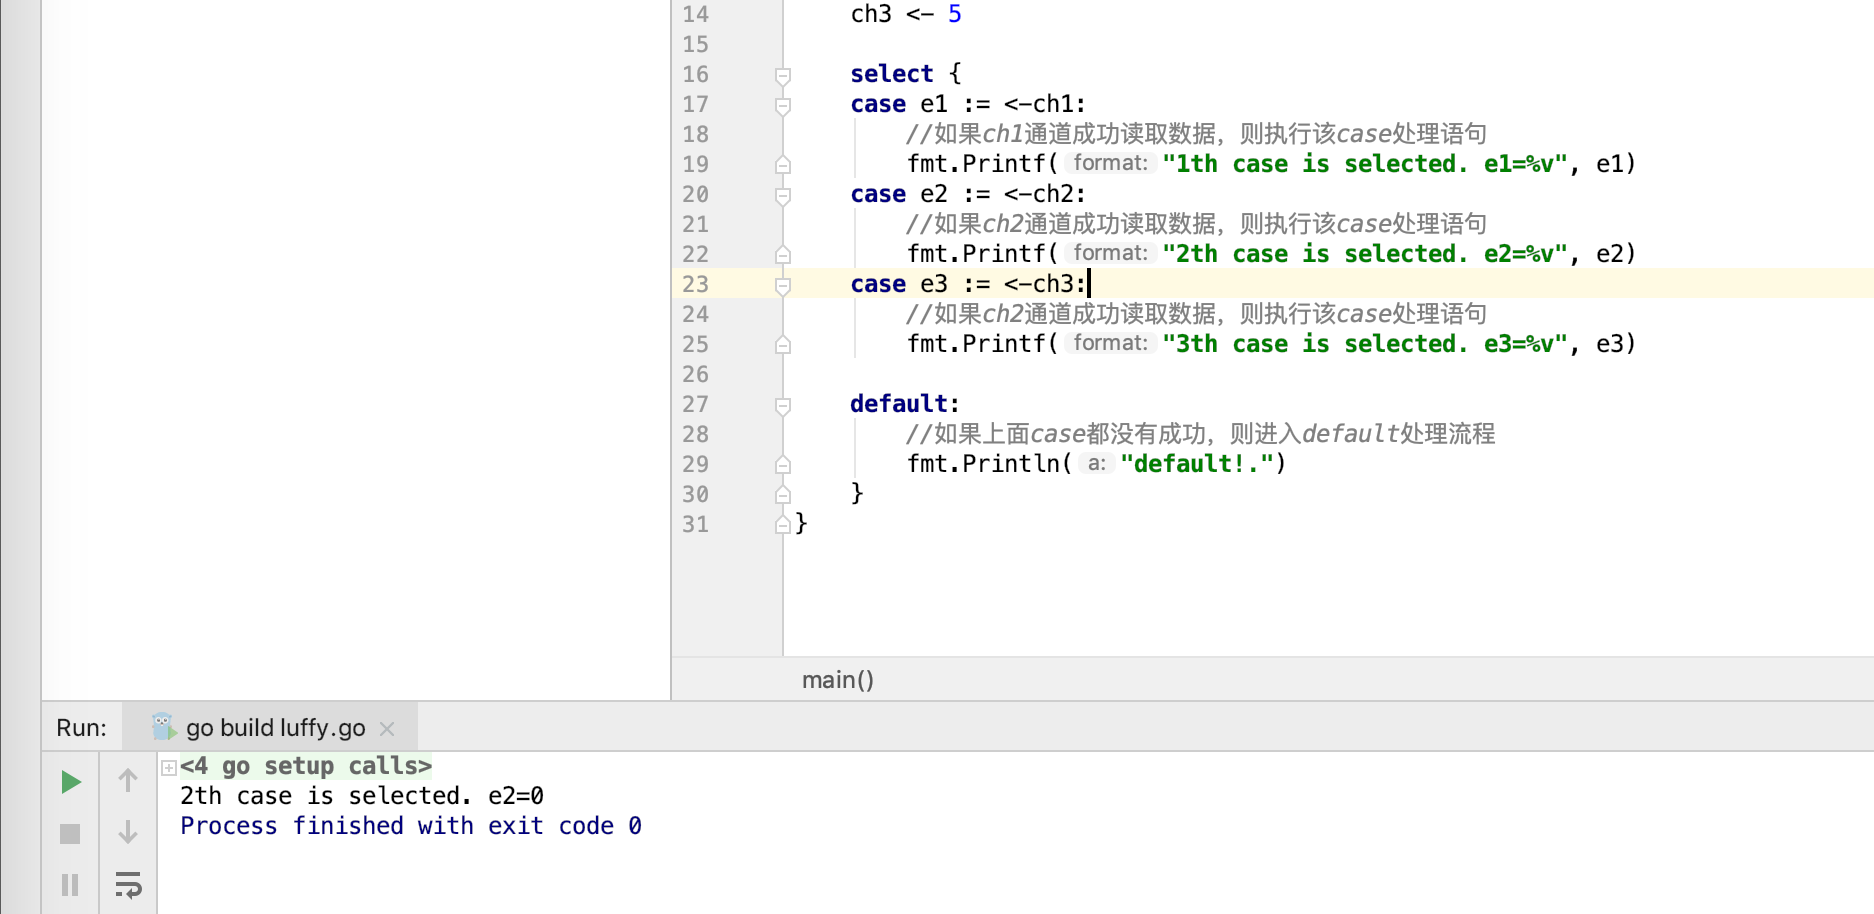 14 ch3 <- 5
15
16 select {
17 case e1 := <-ch1:
18 //如果ch1通道成功读取数据，则执行该case处理语句
19 fmt.Printf( format: "1th case is selected. e1=%v", e1)
20 case e2 := <-ch2:
21 //如果ch2通道成功读取数据，则执行该case处理语句
22 fmt.Printf( format: "2th case is selected. e2=%v", e2)
23 case e3 := <-ch3:
24 //如果ch2通道成功读取数据，则执行该case处理语句
25 fmt.Printf( format: "3th case is selected. e3=%v", e3)
26
27 default:
28 //如果上面case都没有成功，则进入default处理流程
29 fmt.Println( a: "default!.")
30 }
31 }
main()
Run: go build luffy.go ×
<4 go setup calls>
2th case is selected. e2=0
Process finished with exit code 0